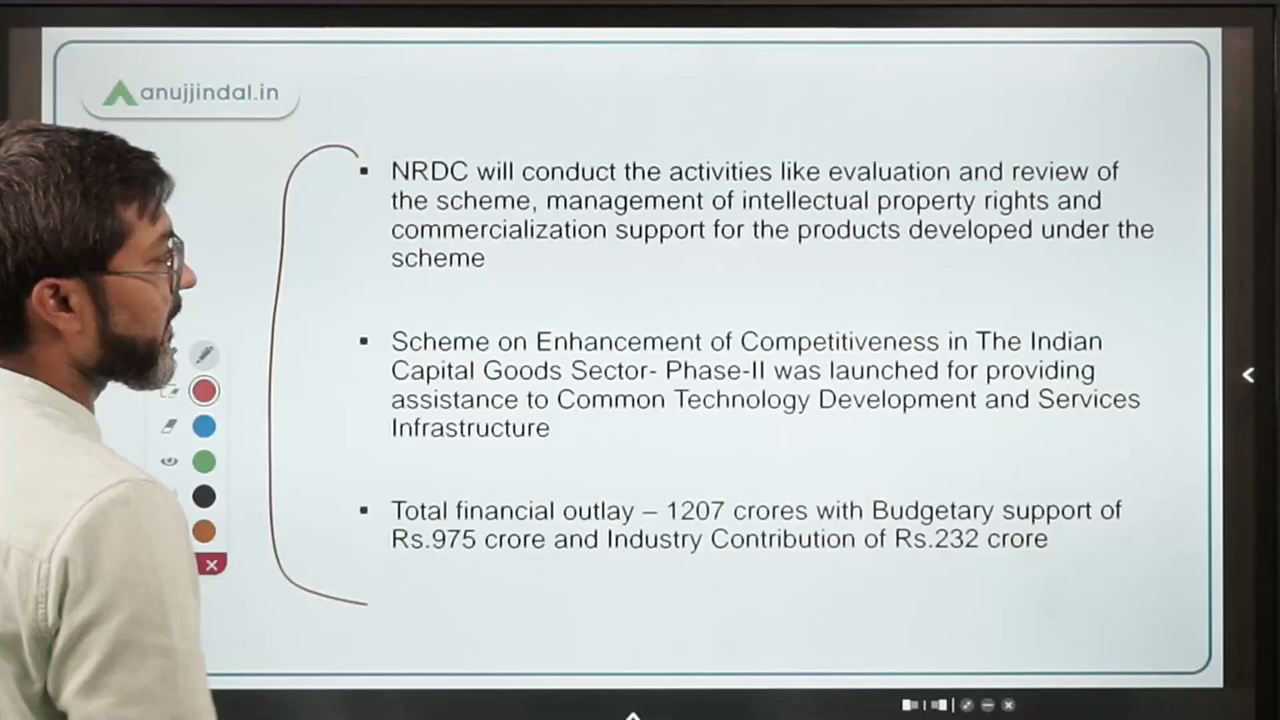 anujjindal.in
▪ NRDC will conduct the activities like evaluation and review of
the scheme, management of intellectual property rights and
commercialization support for the products developed under the
scheme
▪ Scheme on Enhancement of Competitiveness in The Indian
Capital Goods Sector- Phase-II was launched for providing
assistance to Common Technology Development and Services
Infrastructure
▪ Total financial outlay – 1207 crores with Budgetary support of
Rs.975 crore and Industry Contribution of Rs.232 crore